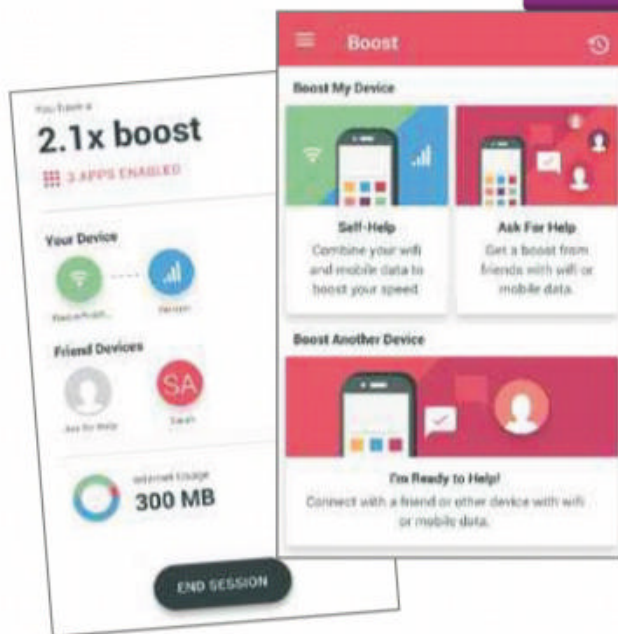 You have a
2.1x boost
3 APPS ENABLED
Your Device
Friend Devices
Ask for Help
SA
Sarah
Internet Usage
300 MB
END SESSION
Boost
Boost My Device
Self-Help
Combine your wifi
and mobile data to
boost your speed.
Ask For Help
Get a boost from
friends with wifi or
mobile data.
Boost Another Device
I'm Ready to Help!
Connect with a friend or other device with wifi
or mobile data.